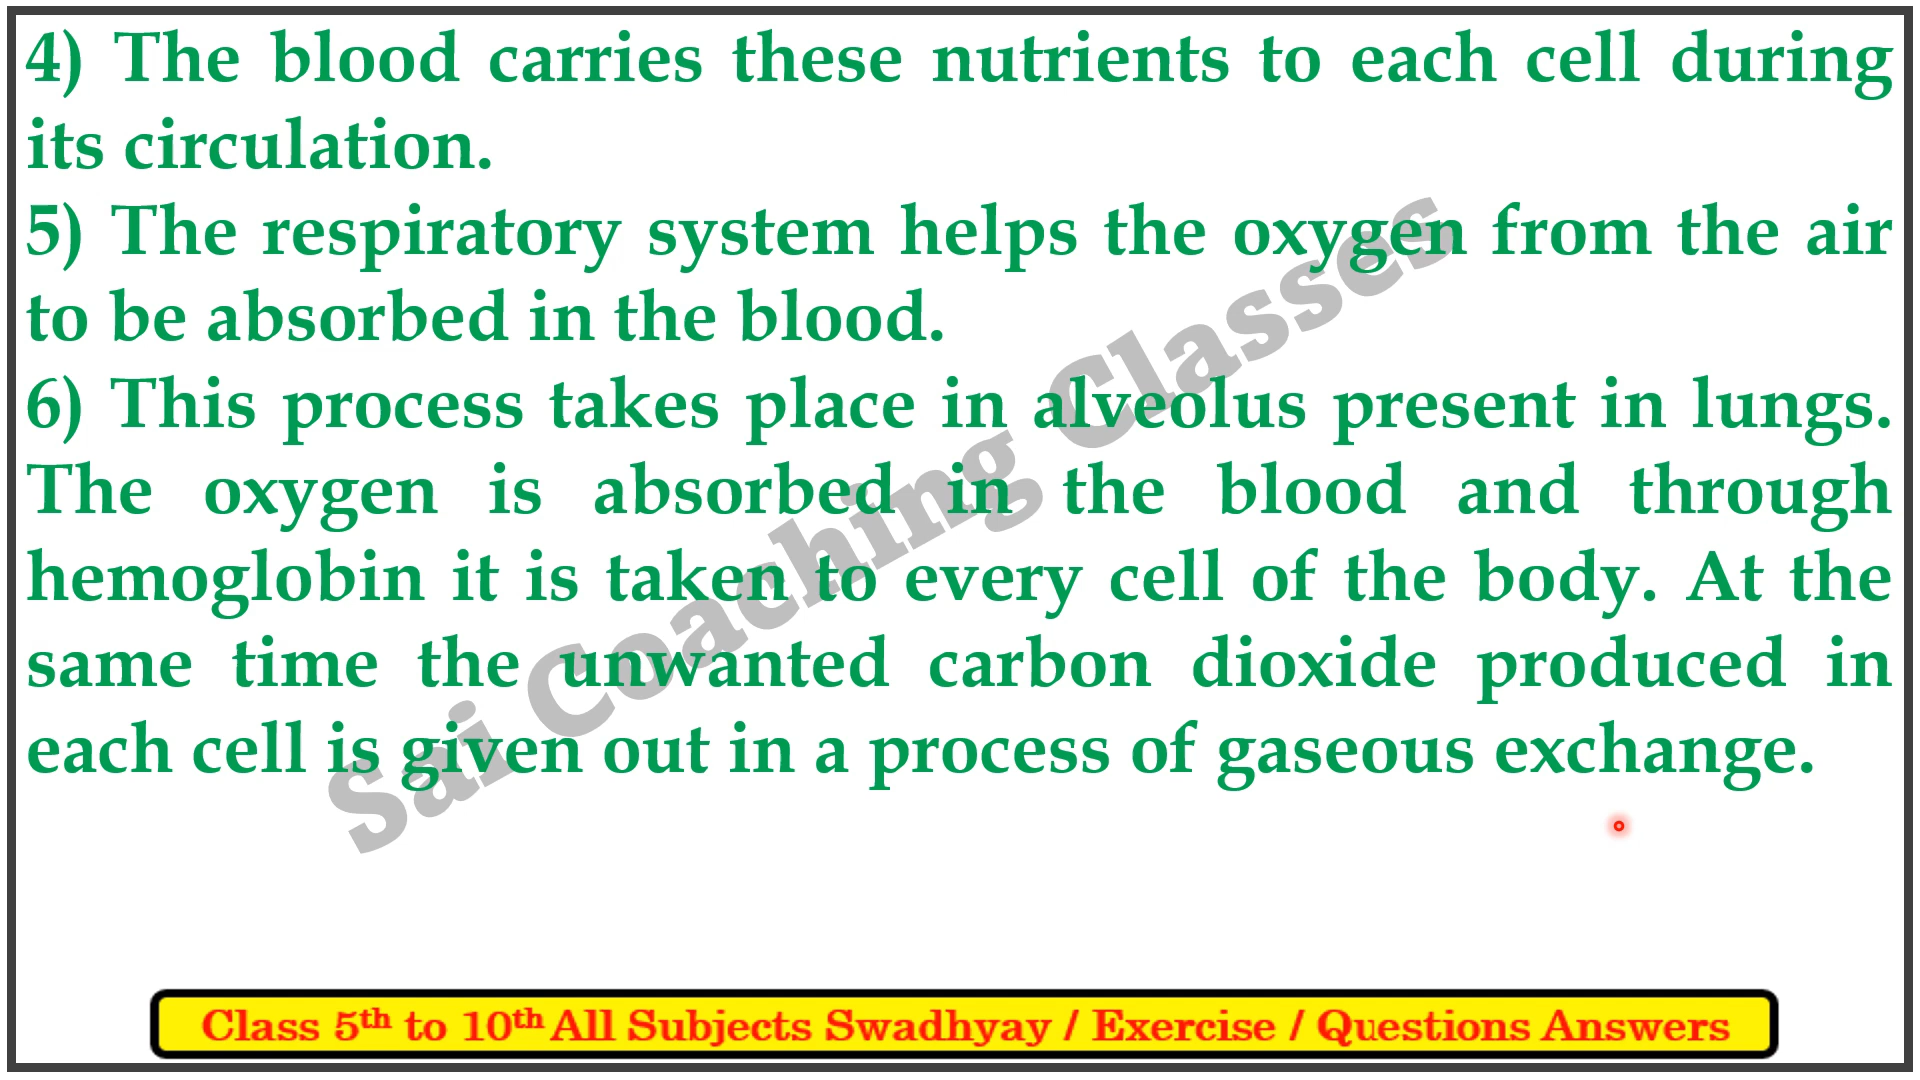 4) The blood carries these nutrients to each cell during
its circulation.
5) The respiratory system helps the oxygen from the air
to be absorbed in the blood.
6) This process takes place in alveolus present in lungs.
The oxygen is absorbed in the blood and through
hemoglobin it is taken to every cell of the body. At the
same time the unwanted carbon dioxide produced in
each cell is given out in a process of gaseous exchange.
Sai Coaching Classes
Class 5th to 10th All Subjects Swadhyay / Exercise / Questions Answers